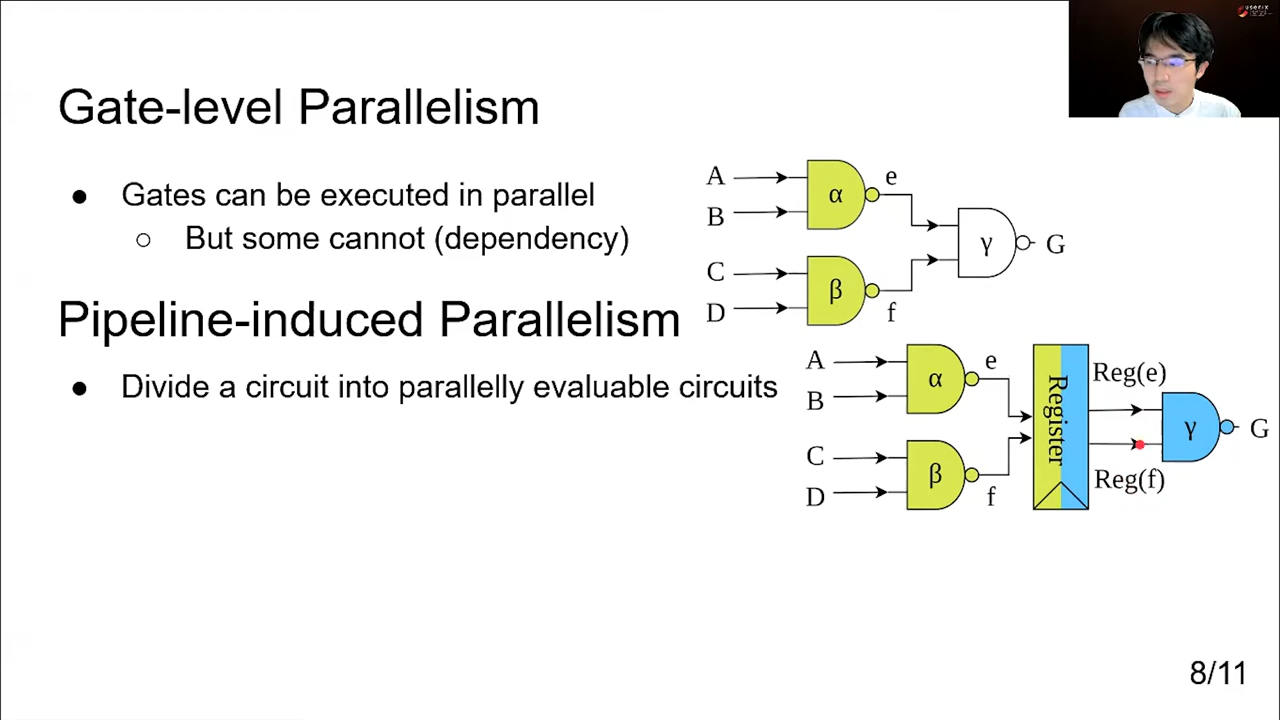 usenix
Gate-level Parallelism
● Gates can be executed in parallel
○ But some cannot (dependency)
A
B
C
D
α
β
e
f
γ
G
Pipeline-induced Parallelism
● Divide a circuit into parallelly evaluable circuits
A
B
C
D
α
β
e
f
Register
Reg(e)
Reg(f)
γ
G
8/11